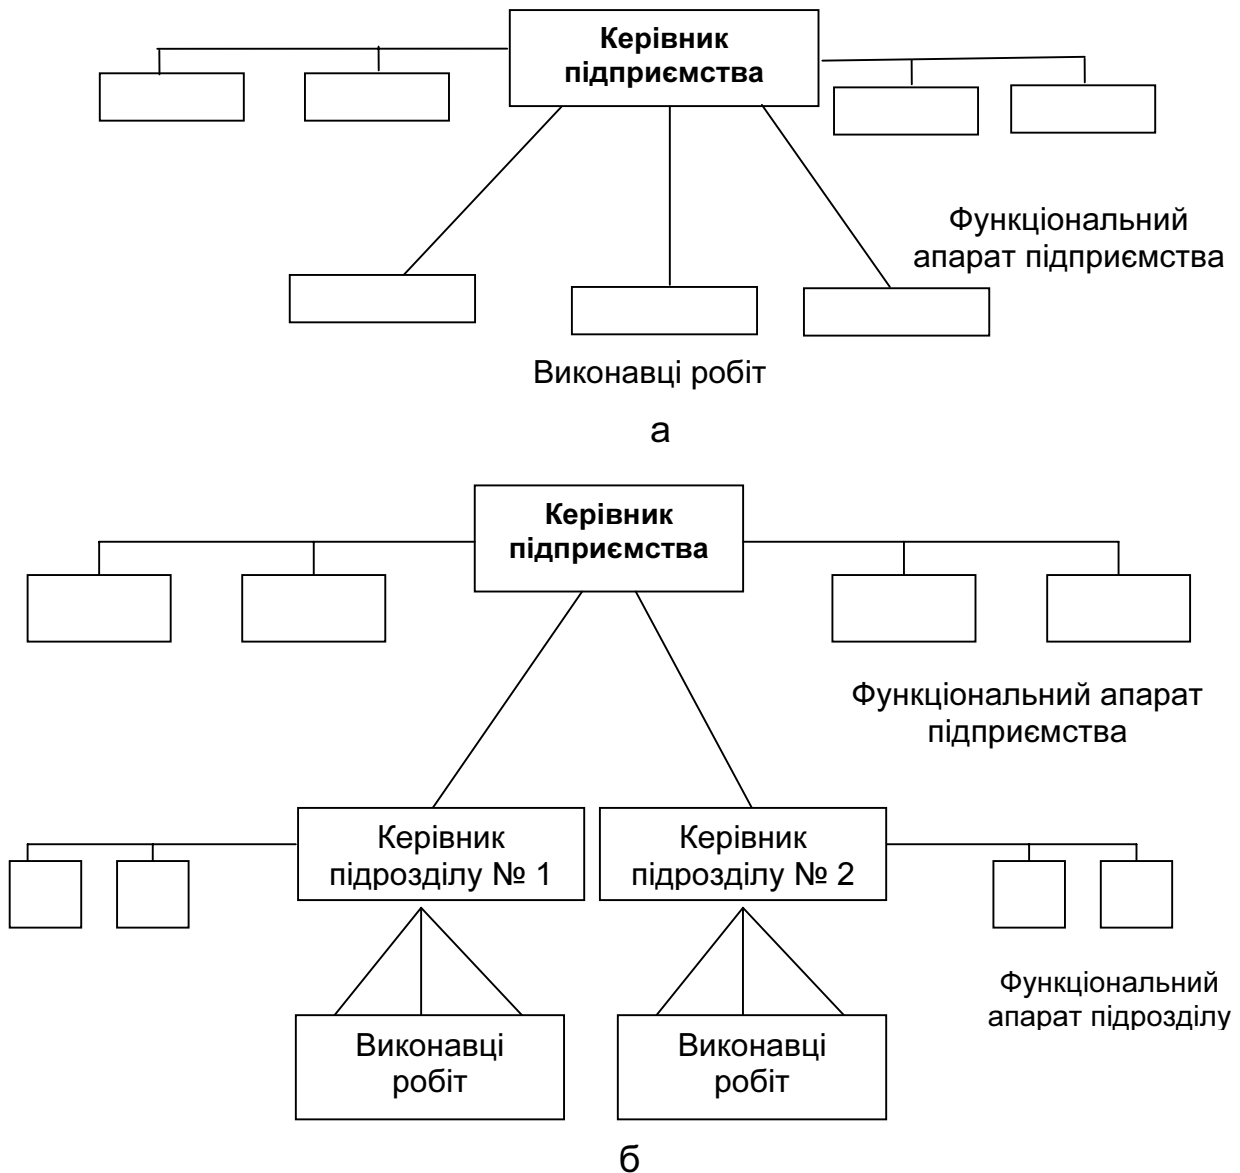 Керівник
підприємства
Функціональний
апарат підприємства
Виконавці робіт
а
Керівник
підприємства
Функціональний апарат
підприємства
Керівник
підрозділу № 1
Керівник
підрозділу № 2
Функціональний
апарат підрозділу
Виконавці
робіт
Виконавці
робіт
б